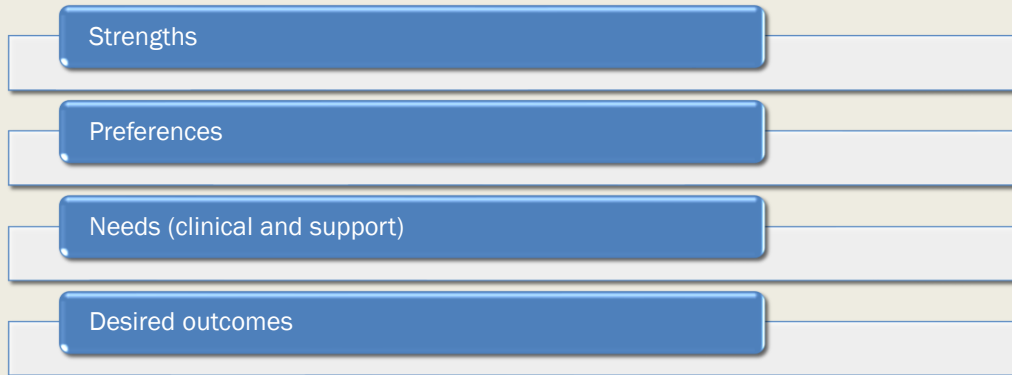 Strengths
Preferences
Needs (clinical and support)
Desired outcomes